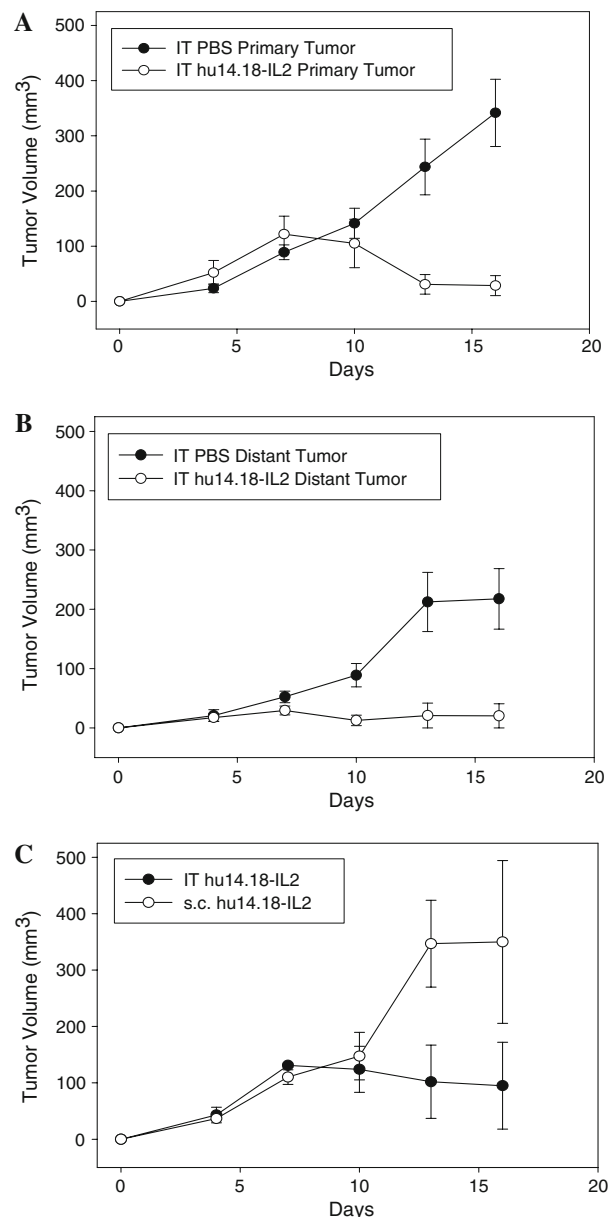 A
500
400
300
200
100
0
Tumor Volume (mm3)
IT PBS Primary Tumor
IT hu14.18-IL2 Primary Tumor
0 5 10 15 20
Days
B
500
400
300
200
100
0
Tumor Volume (mm3)
IT PBS Distant Tumor
IT hu14.18-IL2 Distant Tumor
0 5 10 15 20
Days
C
500
400
300
200
100
0
Tumor Volume (mm3)
IT hu14.18-IL2
s.c. hu14.18-IL2
0 5 10 15 20
Days